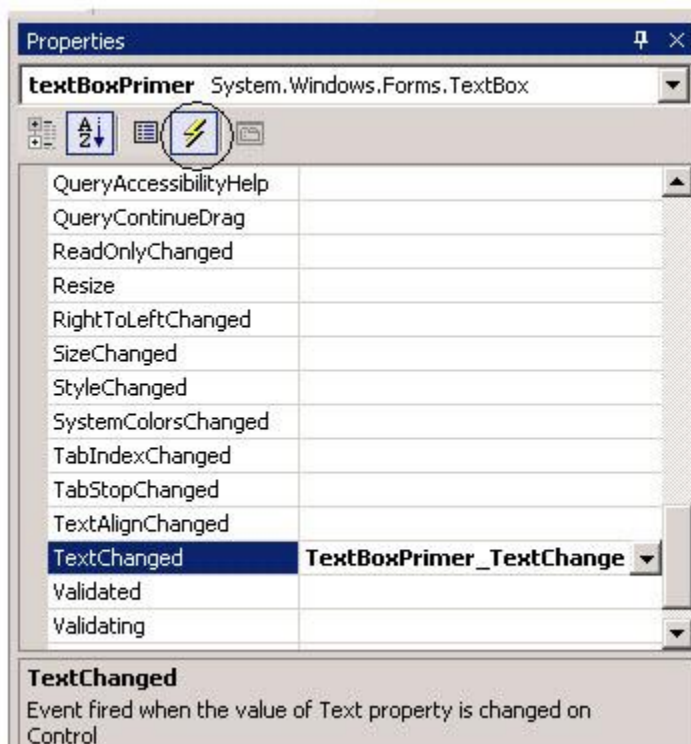 Properties
textBoxPrimer System.Windows.Forms.TextBox
QueryAccessibilityHelp
QueryContinueDrag
ReadOnlyChanged
Resize
RightToLeftChanged
SizeChanged
StyleChanged
SystemColorsChanged
TabIndexChanged
TabStopChanged
TextAlignChanged
TextChanged TextBoxPrimer_TextChange
Validated
Validating
TextChanged
Event fired when the value of Text property is changed on
Control